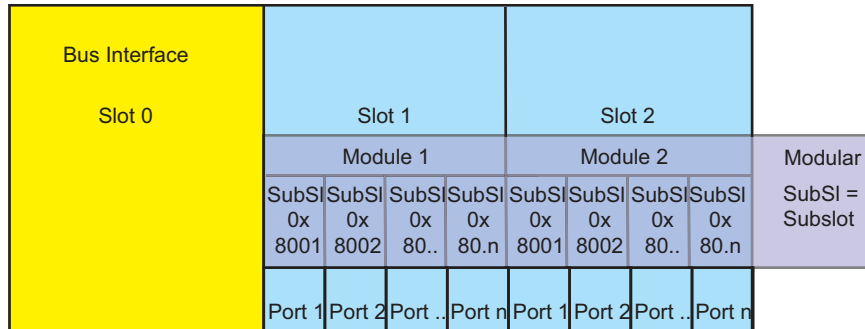 Bus Interface
Slot 0
Slot 1
Slot 2
Module 1
Module 2
Modular
SubSl SubSl SubSl SubSl SubSl SubSl SubSl SubSl
0x 0x 0x 0x 0x 0x 0x 0x
8001 8002 80.. 80.n 8001 8002 80.. 80.n
SubSl =
Subslot
Port 1 Port 2 Port .. Port n Port 1 Port 2 Port .. Port n